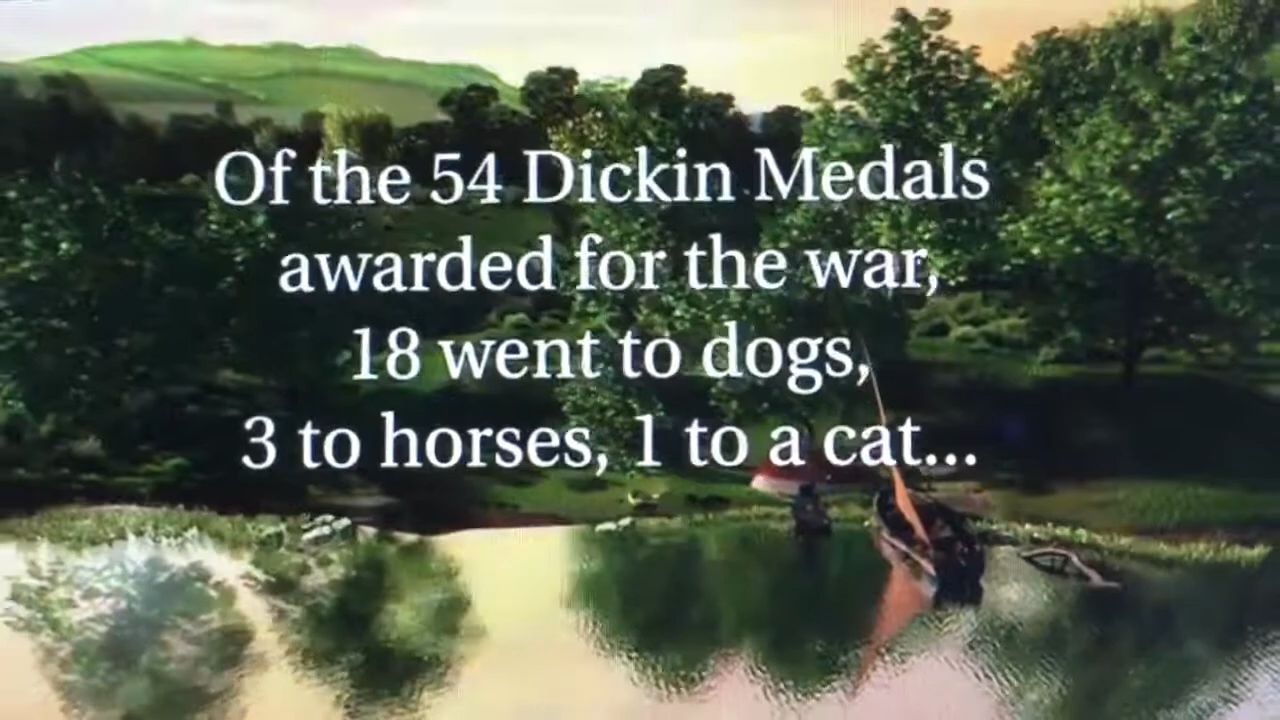 Of the 54 Dickin Medals
awarded for the war,
18 went to dogs,
3 to horses, 1 to a cat...